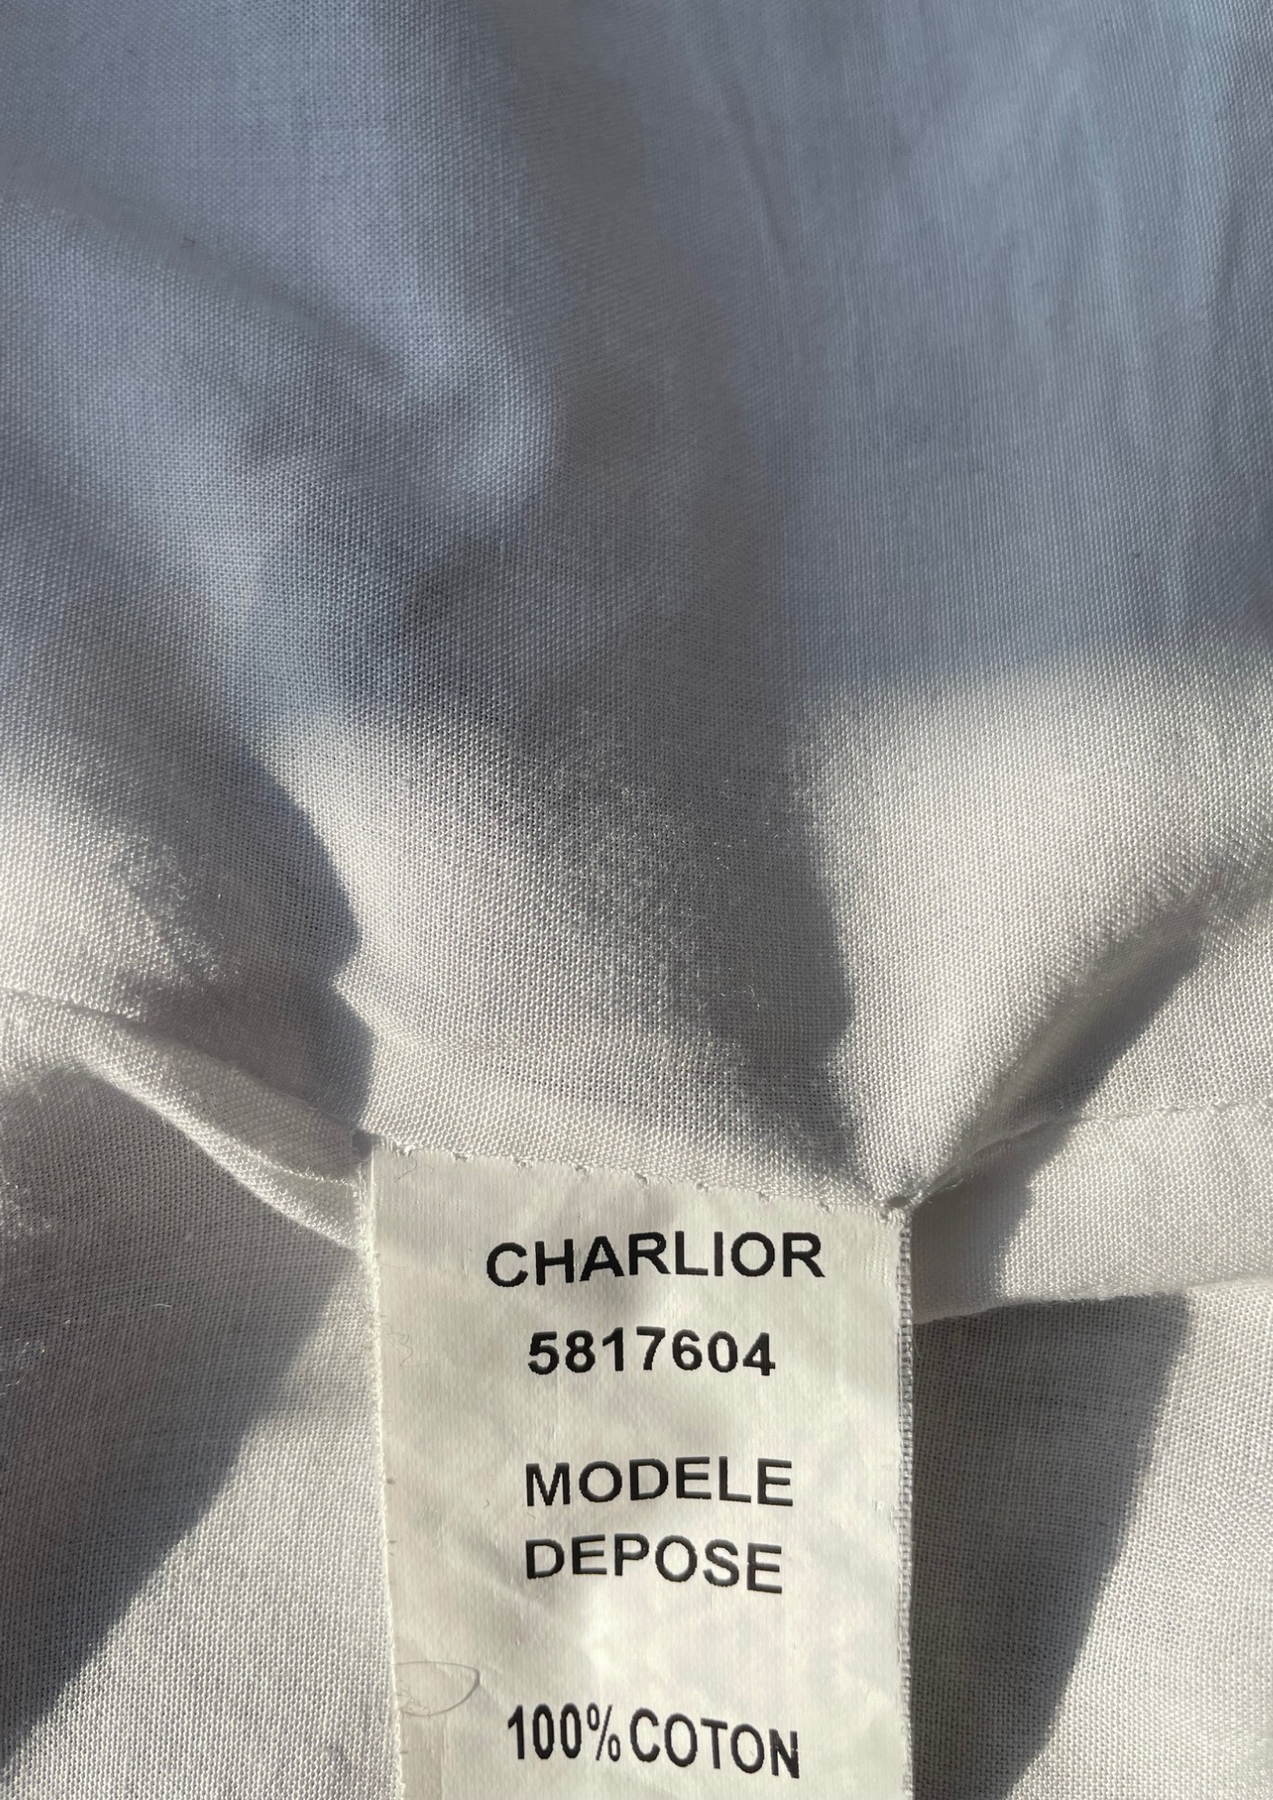 CHARLIOR
5817604
MODELE
DEPOSE
100% COTON